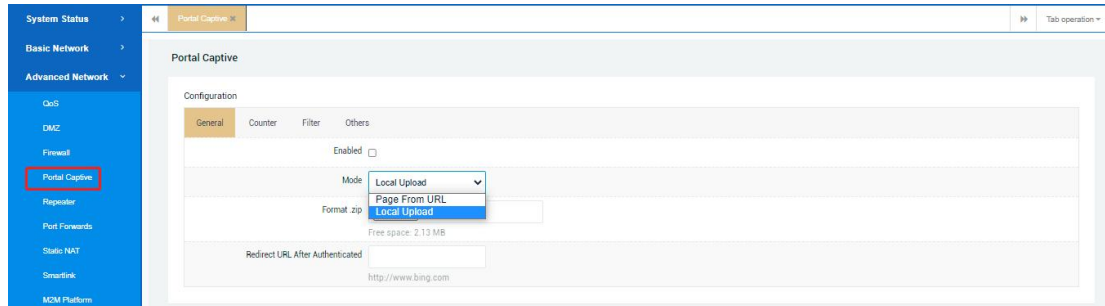 System Status
Portal Captive
Tab operation
Basic Network
Portal Captive
Advanced Network
Configuration
QoS
General Counter Filter Others
DMZ
Firewall
Enabled
Portal Captive
Mode Local Upload
Page From URL
Repeater
Format .zip Local Upload
Port Forwards
Free space: 2.13 MB
Static NAT
Redirect URL After Authenticated
Smartlink
http://www.bing.com
M2M Platform